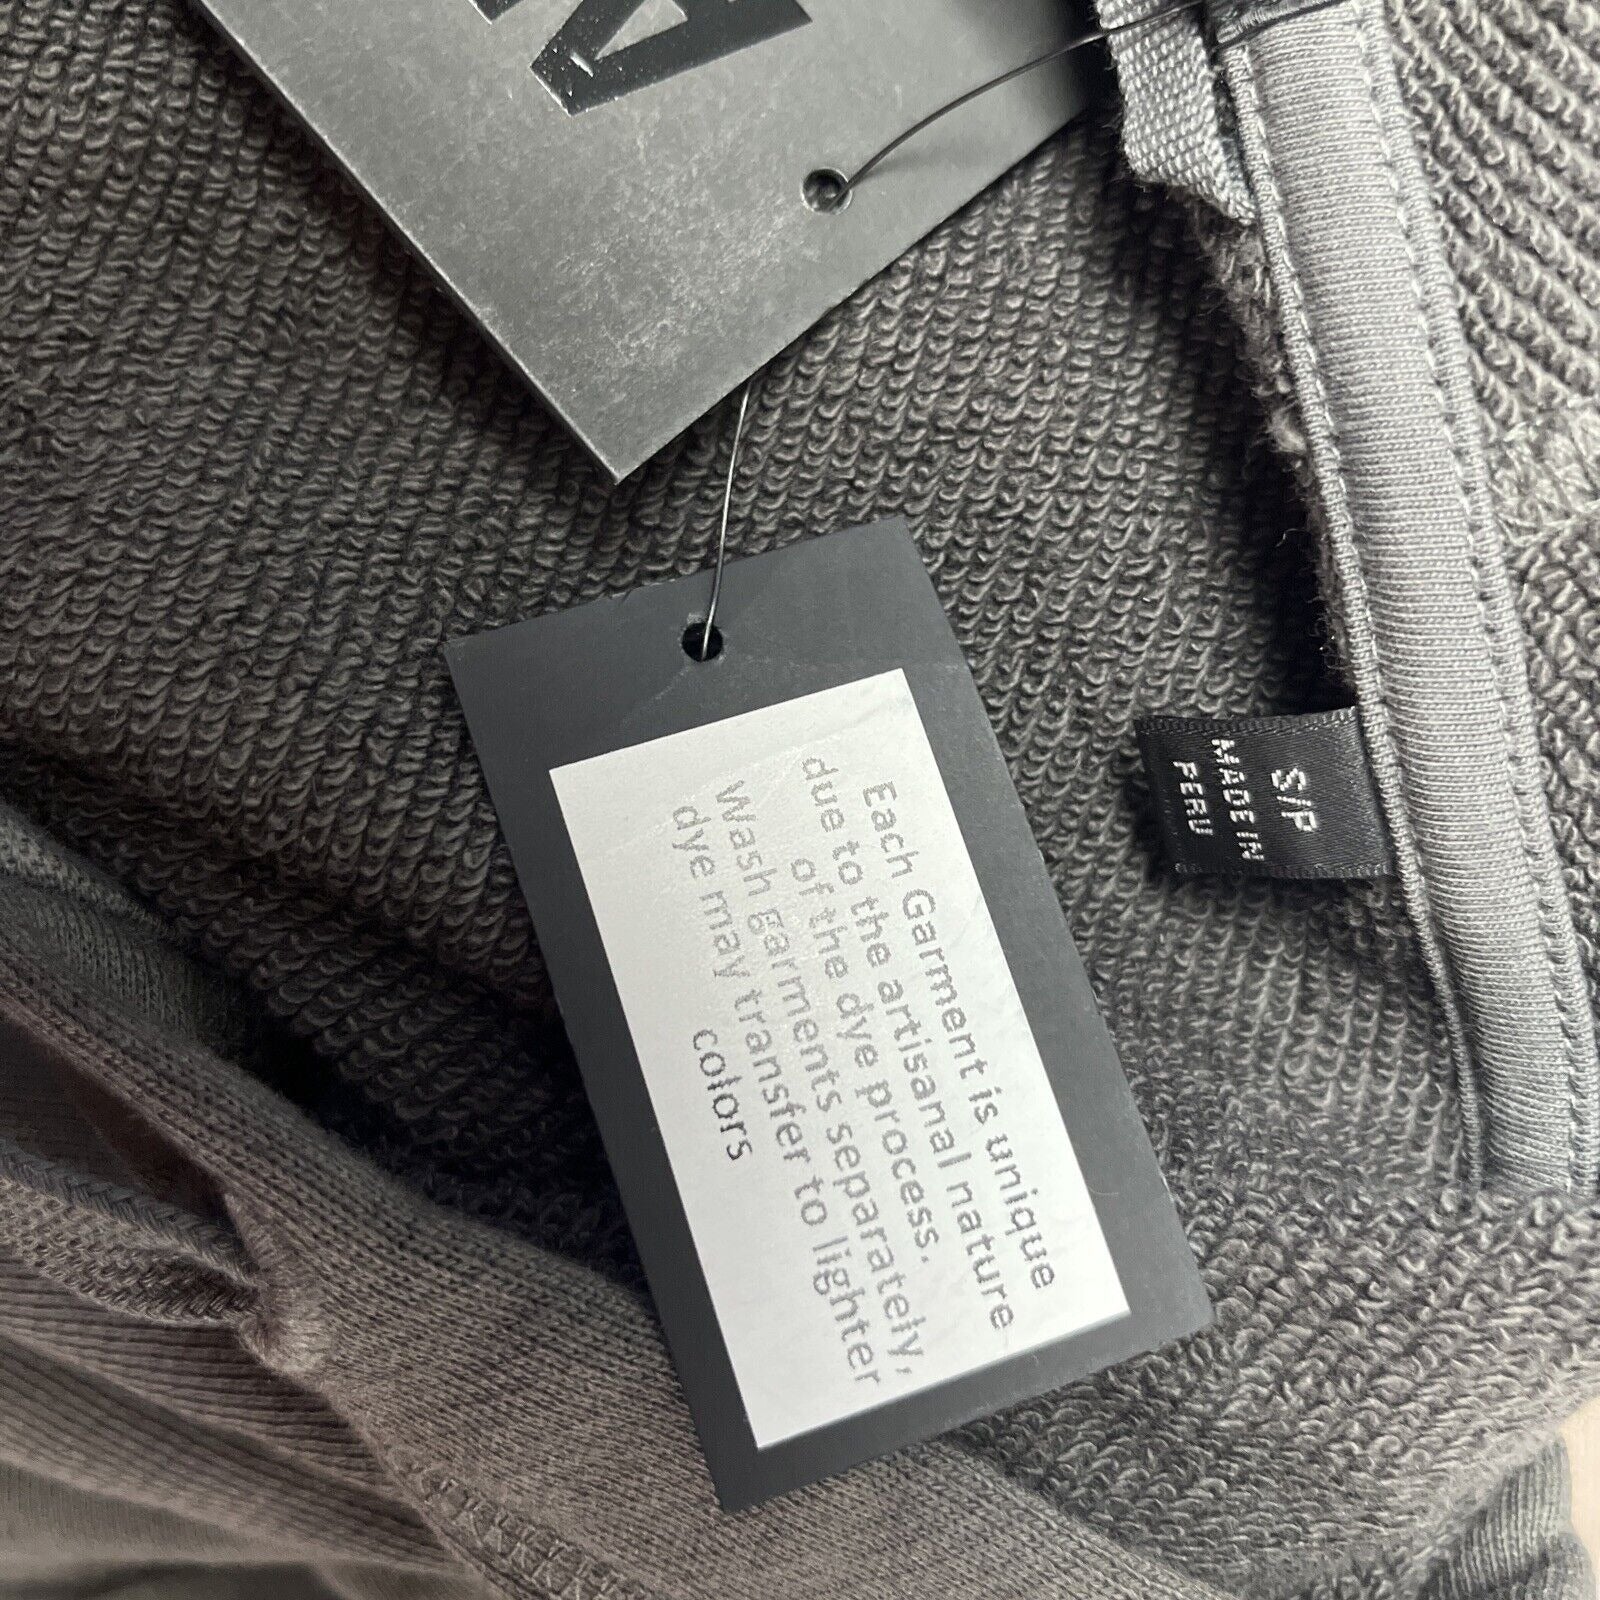 Each Garment is unique
due to the artisanal nature
of the dye process.
Wash garments separately,
dye may transfer to lighter
colors
S/P
MADE IN
PERU